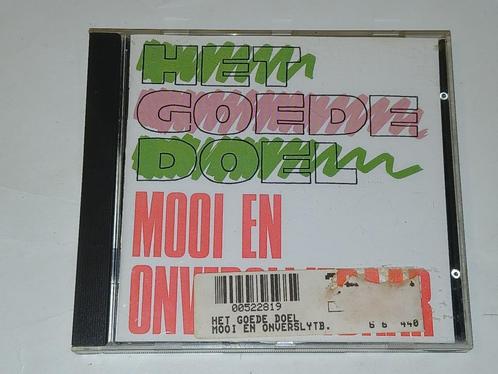 HET
GOEDE
DOEL
MOOI EN
00522819
HET GOEDE DOEL
MOOI EN ONVERSLYTB.
6 6 440